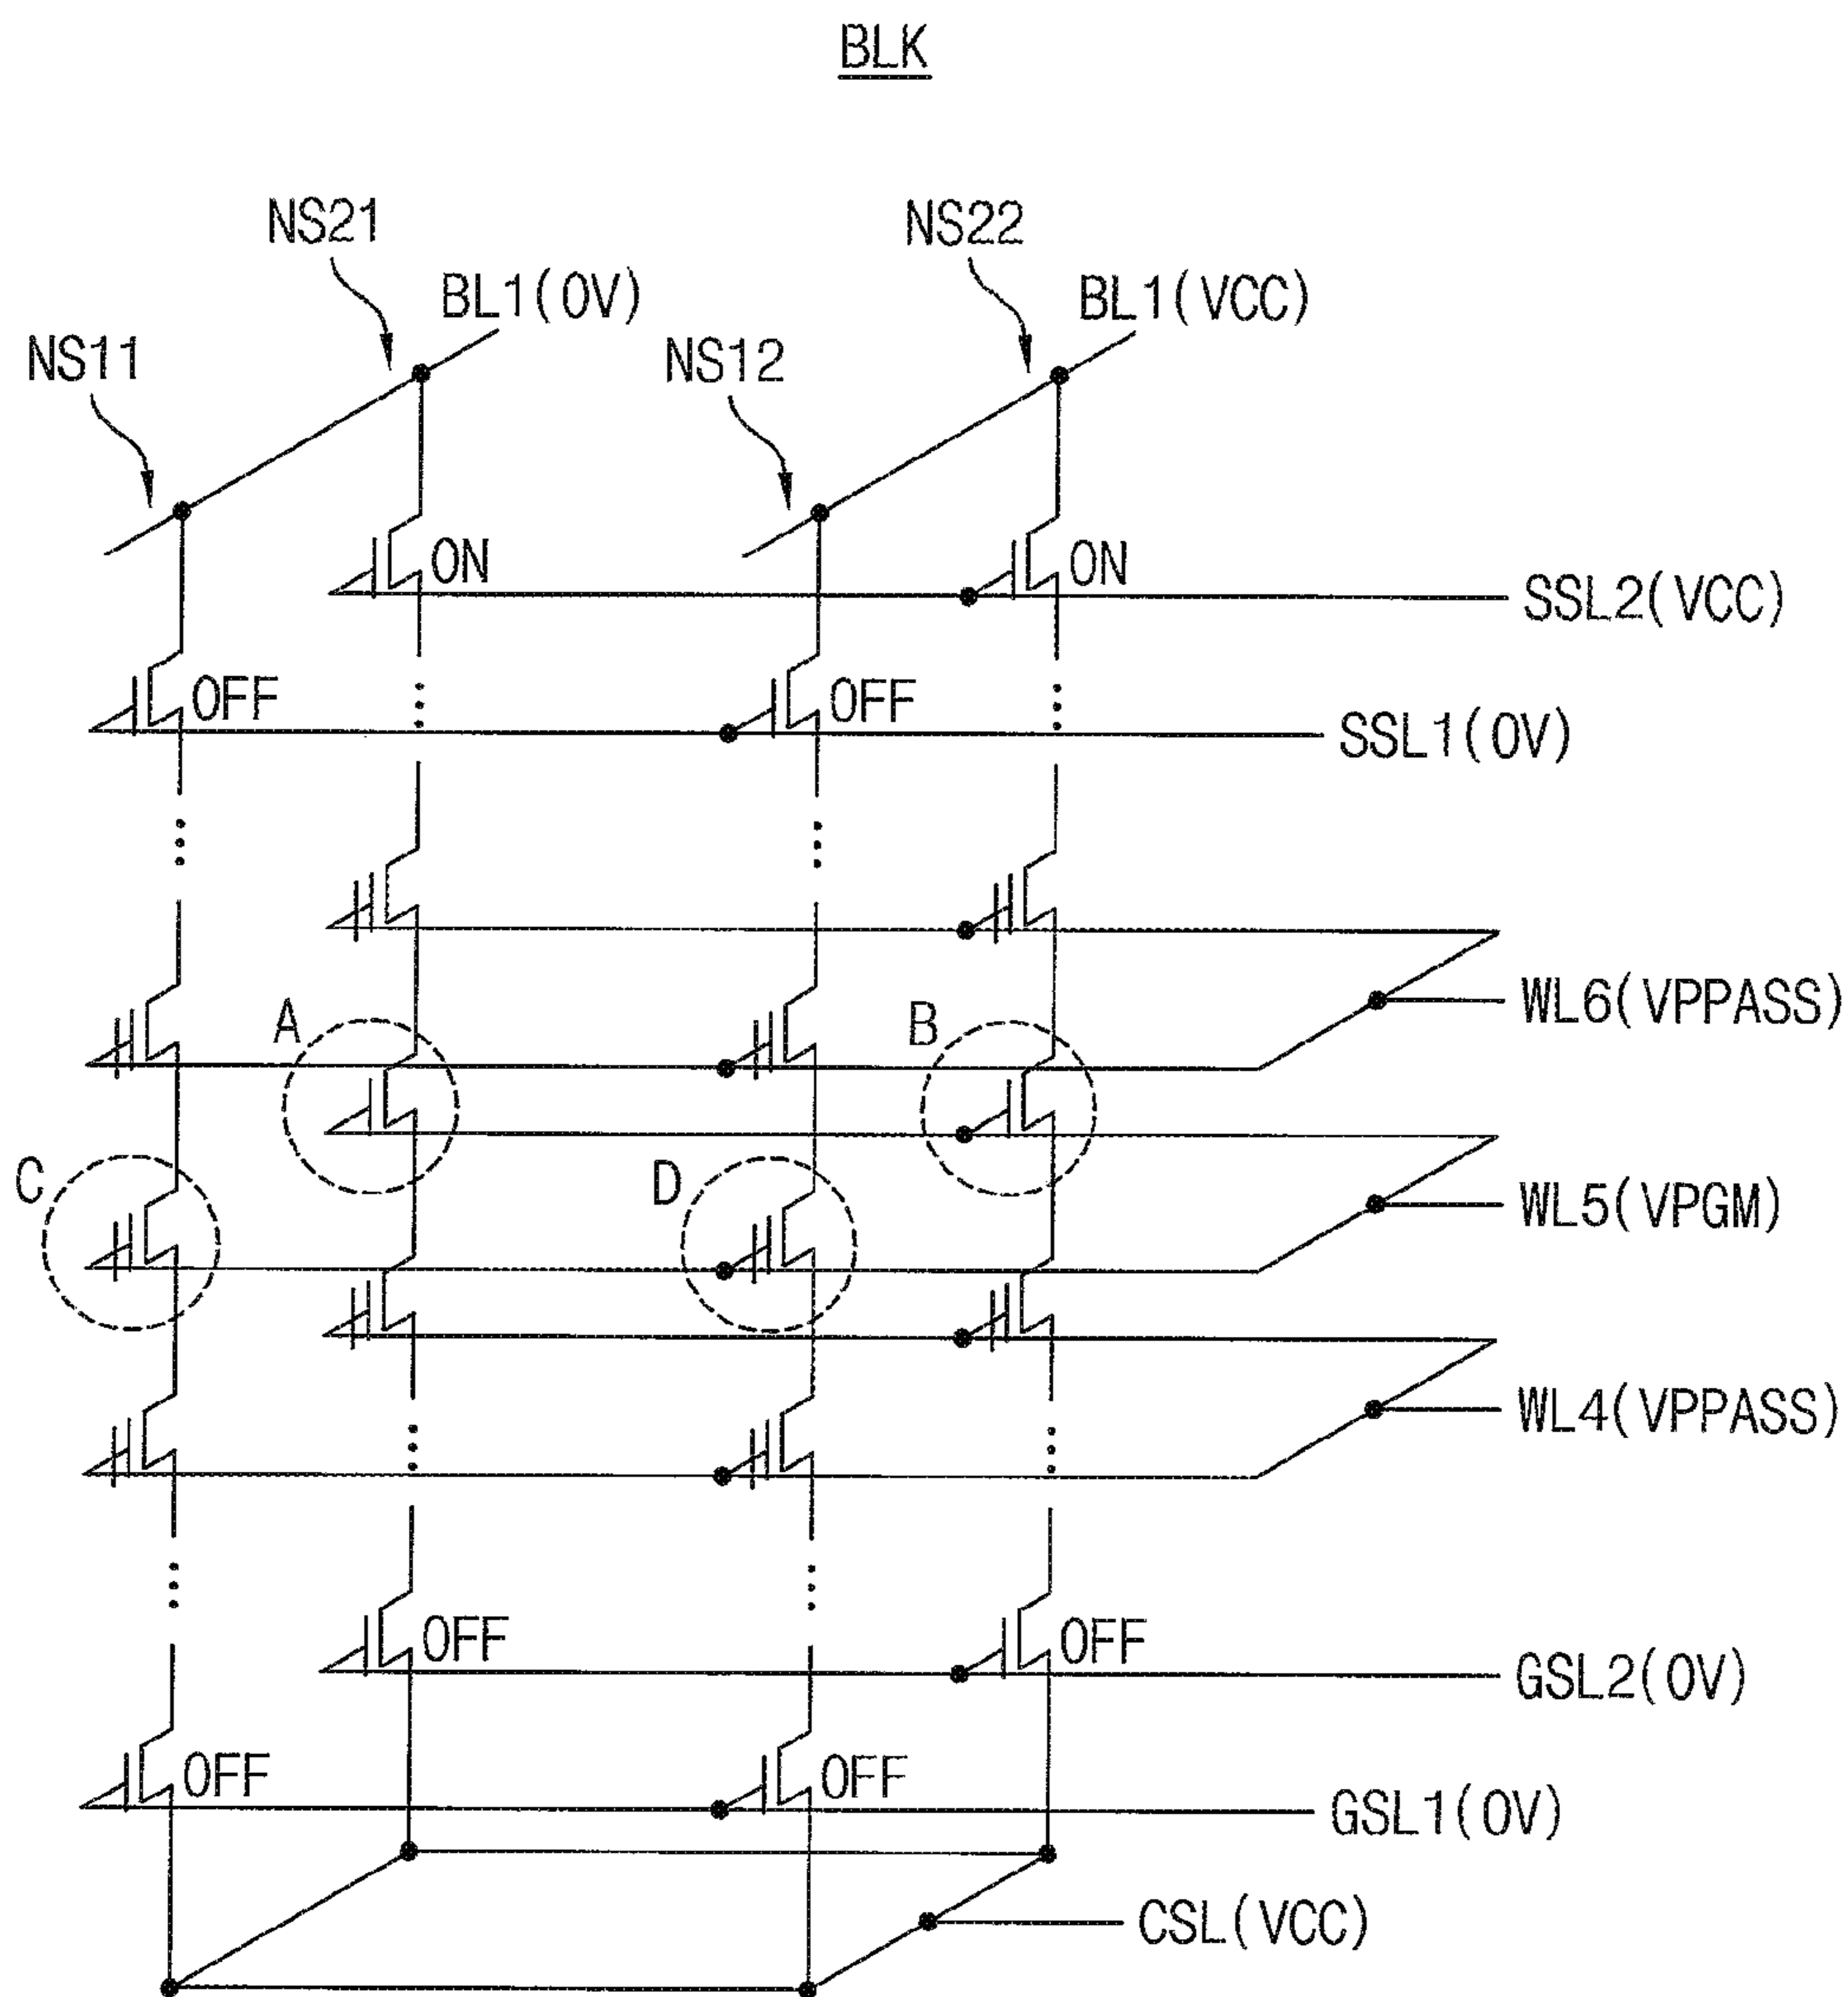 BLK
NS21
NS22
BL1(0V)
BL1(VCC)
NS11
NS12
ON
ON
SSL2(VCC)
OFF
OFF
SSL1(0V)
WL6(VPPASS)
A
B
C
D
WL5(VPGM)
WL4(VPPASS)
OFF
OFF
GSL2(0V)
OFF
OFF
GSL1(0V)
CSL(VCC)